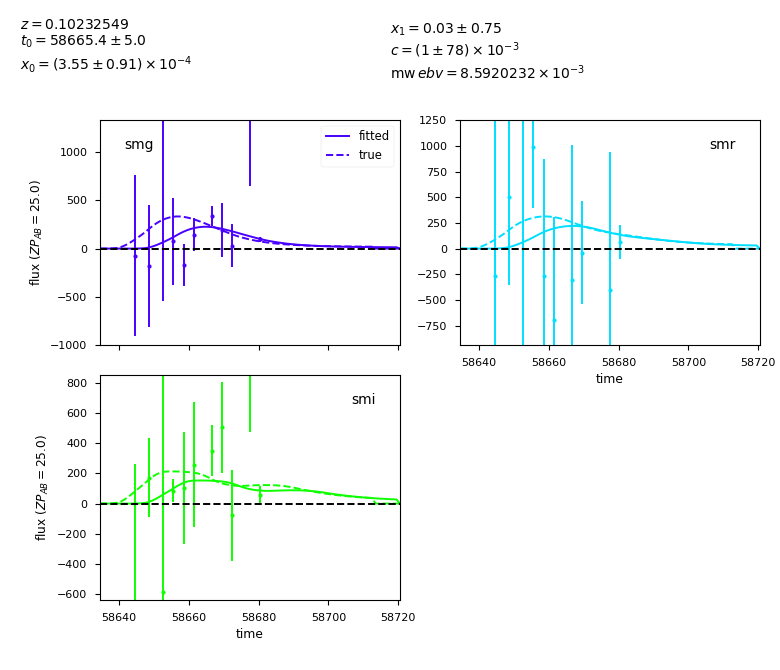 z = 0.10232549
t₀ = 58665.4 ± 5.0
x₀ = (3.55 ± 0.91) × 10⁻⁴
x₁ = 0.03 ± 0.75
c = (1 ± 78) × 10⁻³
mw ebv = 8.5920232 × 10⁻³
smg
fitted
true
flux (ZP_AB = 25.0)
1000
500
0
−500
−1000
smr
1250
1000
750
500
250
0
−250
−500
−750
58640 58660 58680 58700 58720
time
smi
flux (ZP_AB = 25.0)
800
600
400
200
0
−200
−400
−600
58640 58660 58680 58700 58720
time